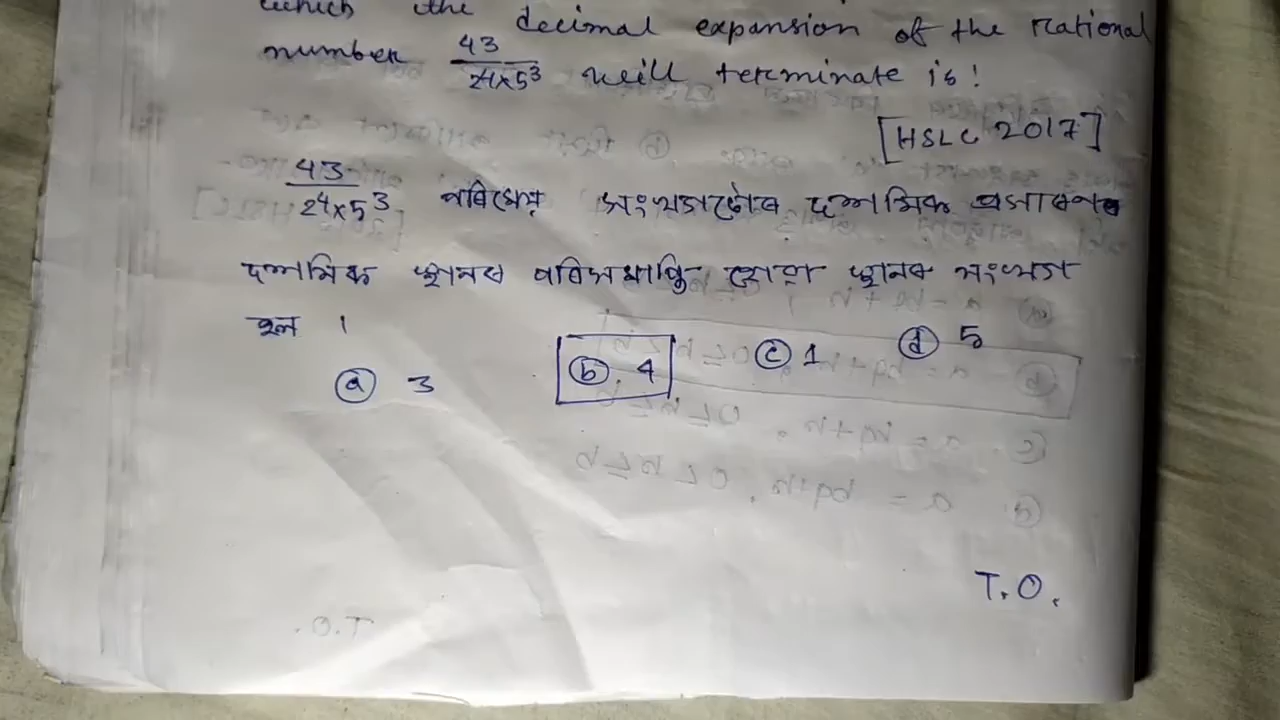 which the decimal expansion of the rational
number 43/2⁴×5³ will terminate is!
[HSLC 2017]
43/2⁴×5³ পৰিমেয় সংখ্যাটোৰ দশমিক প্ৰসাৰণৰ
দশমিক স্থানৰ পৰিসমাপ্তি হোৱা স্থানৰ সংখ্যা
হ'ল ।
ⓐ 3 ⓑ 4 ⓒ 1 ⓓ 5
T.O.